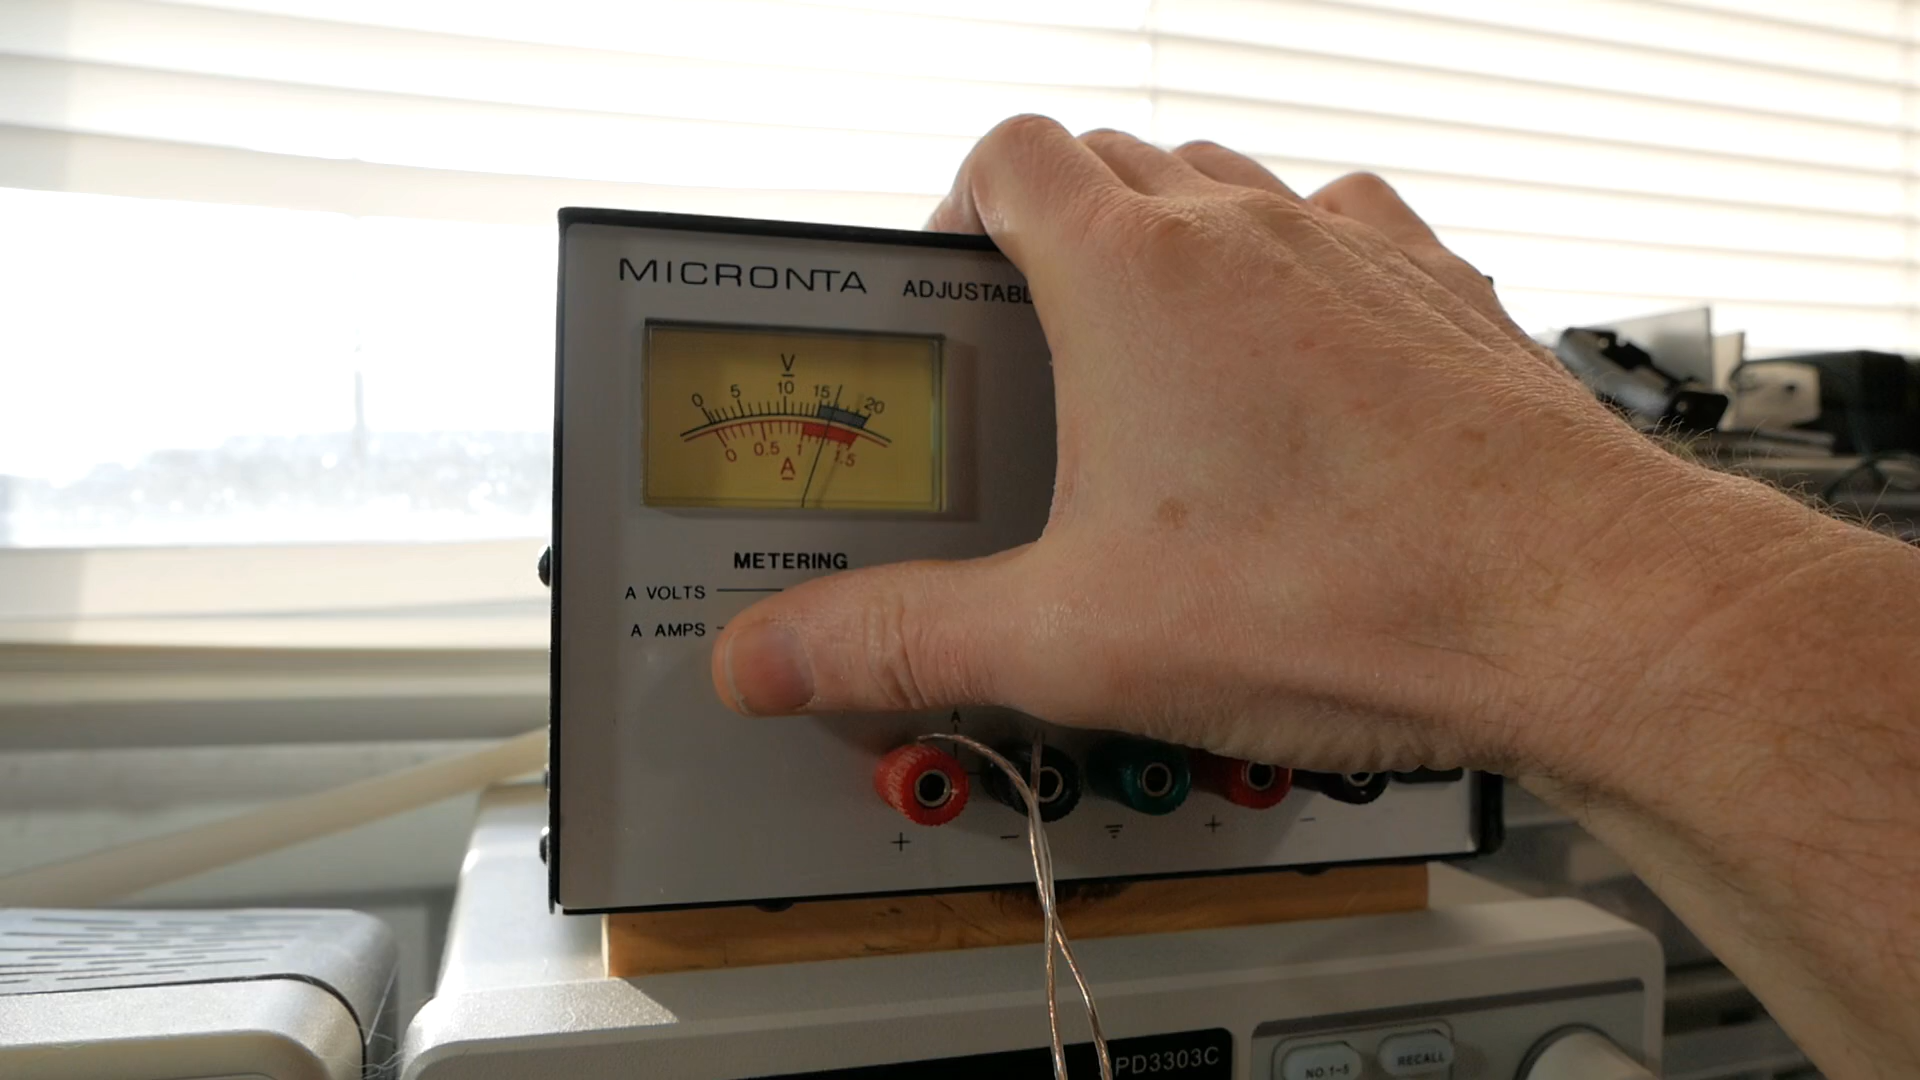 MICRONTA ADJUSTABL
V
0 5 10 15 20
0 0.5 1 1.5
A
METERING
A VOLTS
A AMPS
A
+ − + −
PD3303C
NO.1-5 RECALL